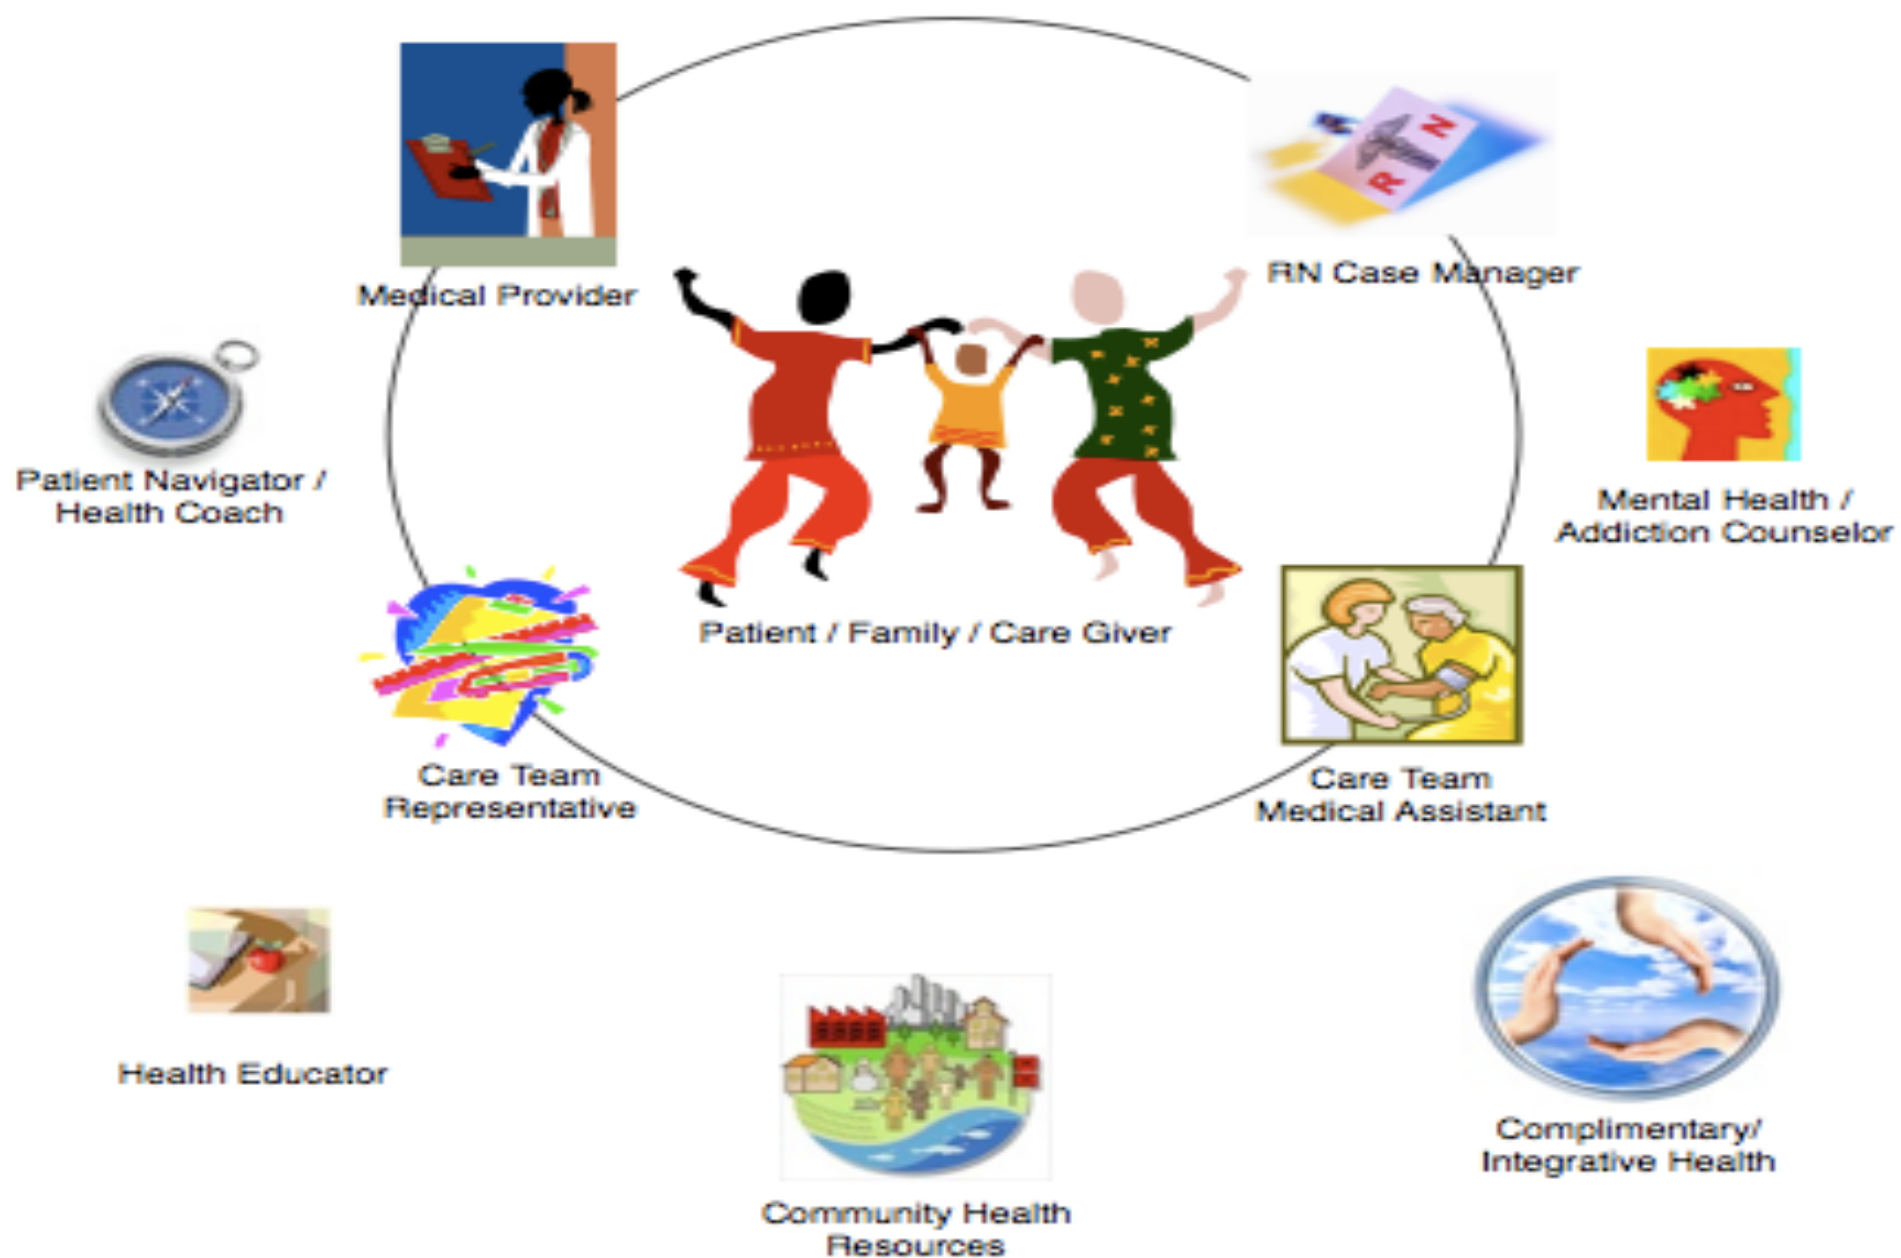 R N
RN Case Manager
Medical Provider
Patient Navigator /
Health Coach
Mental Health /
Addiction Counselor
Patient / Family / Care Giver
Care Team
Representative
Care Team
Medical Assistant
Health Educator
Complimentary/
Integrative Health
Community Health
Resources